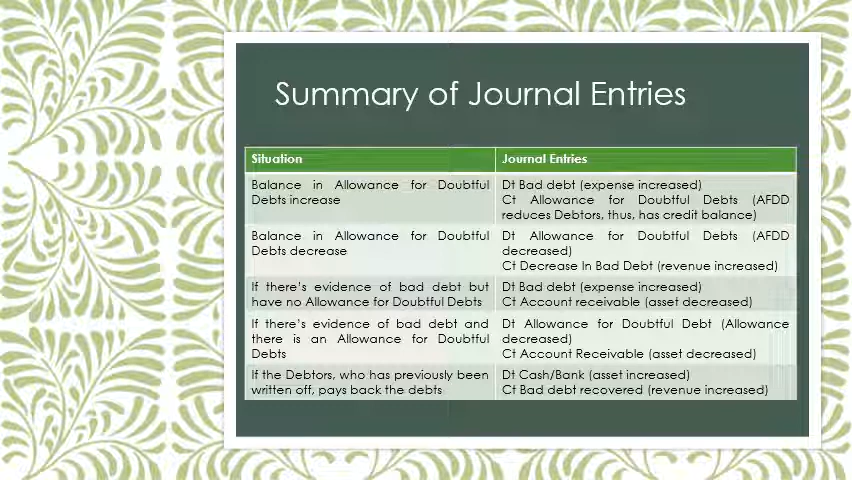 Summary of Journal Entries
Situation
Journal Entries
Balance in Allowance for Doubtful
Debts increase
Dt Bad debt (expense increased)
Ct Allowance for Doubtful Debts (AFDD
reduces Debtors, thus, has credit balance)
Balance in Allowance for Doubtful
Debts decrease
Dt Allowance for Doubtful Debts (AFDD
decreased)
Ct Decrease In Bad Debt (revenue increased)
If there's evidence of bad debt but
have no Allowance for Doubtful Debts
Dt Bad debt (expense increased)
Ct Account receivable (asset decreased)
If there's evidence of bad debt and
there is an Allowance for Doubtful
Debts
Dt Allowance for Doubtful Debt (Allowance
decreased)
Ct Account Receivable (asset decreased)
If the Debtors, who has previously been
written off, pays back the debts
Dt Cash/Bank (asset increased)
Ct Bad debt recovered (revenue increased)